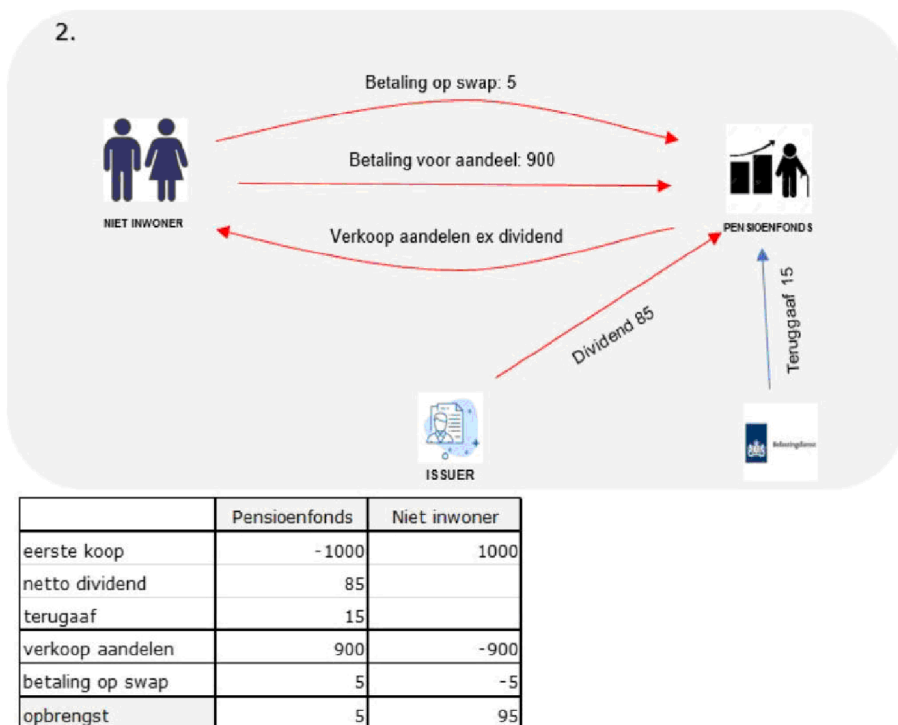 2.
Betaling op swap: 5
Betaling voor aandeel: 900
NIET INWONER
PENSIOENFONDS
Verkoop aandelen ex dividend
Dividend 85
Teruggaaf 15
Belastingdienst
ISSUER
Pensioenfonds Niet inwoner
eerste koop -1000 1000
netto dividend 85
terugaaf 15
verkoop aandelen 900 -900
betaling op swap 5 -5
opbrengst 5 95